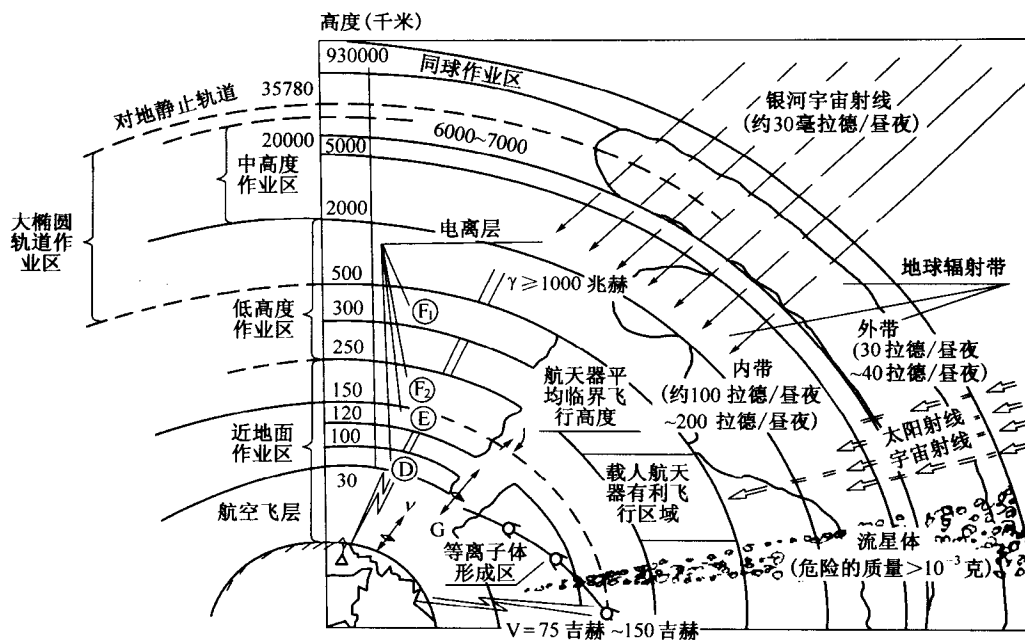 高度(千米)
930000
同球作业区
银河宇宙射线
(约30毫拉德/昼夜)
对地静止轨道
35780
6000~7000
20000
5000
中高度
作业区
大椭圆
轨道作
业区
2000
电离层
地球辐射带
γ≥1000 兆赫
500
F₁
300
低高度
作业区
外带
(30拉德/昼夜
~40拉德/昼夜)
250
航天器平
均临界飞
行高度
内带
(约100拉德/昼夜
~200拉德/昼夜)
F₂
150
E
120
太阳射线
宇宙射线
近地面
作业区
100
D
30
载人航天
器有利飞
行区域
航空飞层
γ
G
等离子体
形成区
流星体
(危险的质量>10⁻³克)
V=75吉赫~150吉赫